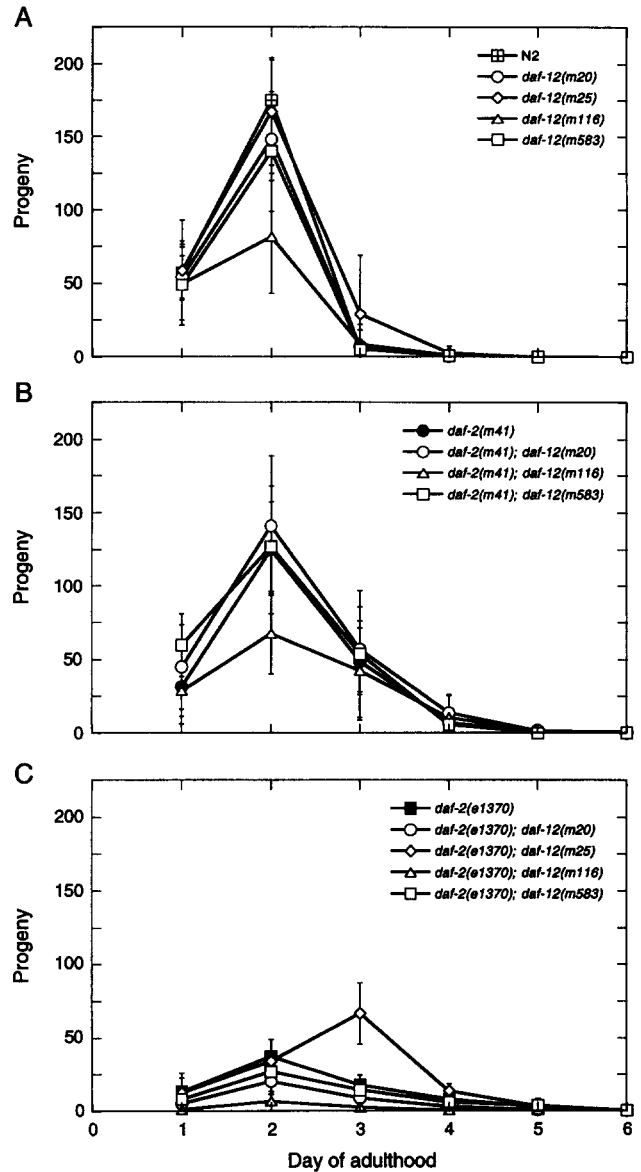 A
200
150
100
50
0
Progeny
N2
daf-12(m20)
daf-12(m25)
daf-12(m116)
daf-12(m583)
B
200
150
100
50
0
Progeny
daf-2(m41)
daf-2(m41); daf-12(m20)
daf-2(m41); daf-12(m116)
daf-2(m41); daf-12(m583)
C
200
150
100
50
0
Progeny
daf-2(e1370)
daf-2(e1370); daf-12(m20)
daf-2(e1370); daf-12(m25)
daf-2(e1370); daf-12(m116)
daf-2(e1370); daf-12(m583)
0 1 2 3 4 5 6
Day of adulthood